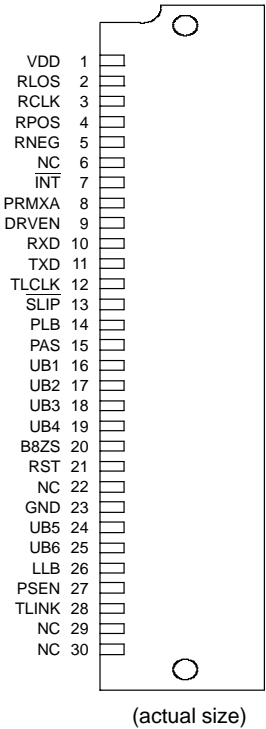 VDD 1
RLOS 2
RCLK 3
RPOS 4
RNEG 5
NC 6
INT 7
PRMXA 8
DRVEN 9
RXD 10
TXD 11
TLCLK 12
SLIP 13
PLB 14
PAS 15
UB1 16
UB2 17
UB3 18
UB4 19
B8ZS 20
RST 21
NC 22
GND 23
UB5 24
UB6 25
LLB 26
PSEN 27
TLINK 28
NC 29
NC 30
(actual size)